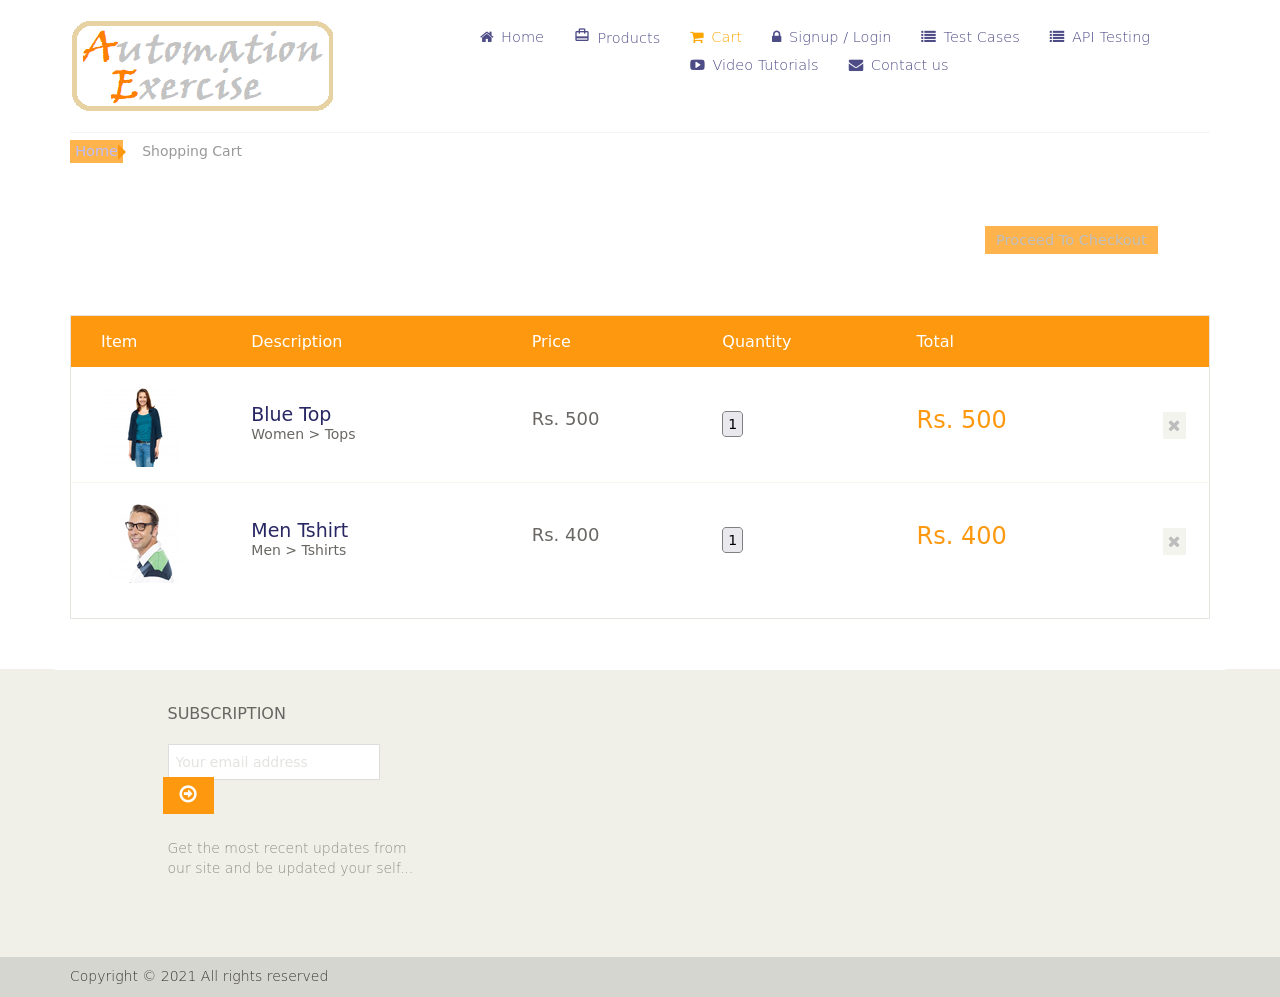 Automation
Exercise
Home
Products
Cart
Signup / Login
Test Cases
API Testing
Video Tutorials
Contact us
Home
Shopping Cart
Proceed To Checkout
Item Description Price Quantity Total
Blue Top
Women > Tops
Rs. 500
1
Rs. 500
Men Tshirt
Men > Tshirts
Rs. 400
1
Rs. 400
SUBSCRIPTION
Your email address
Get the most recent updates from
our site and be updated your self...
Copyright © 2021 All rights reserved